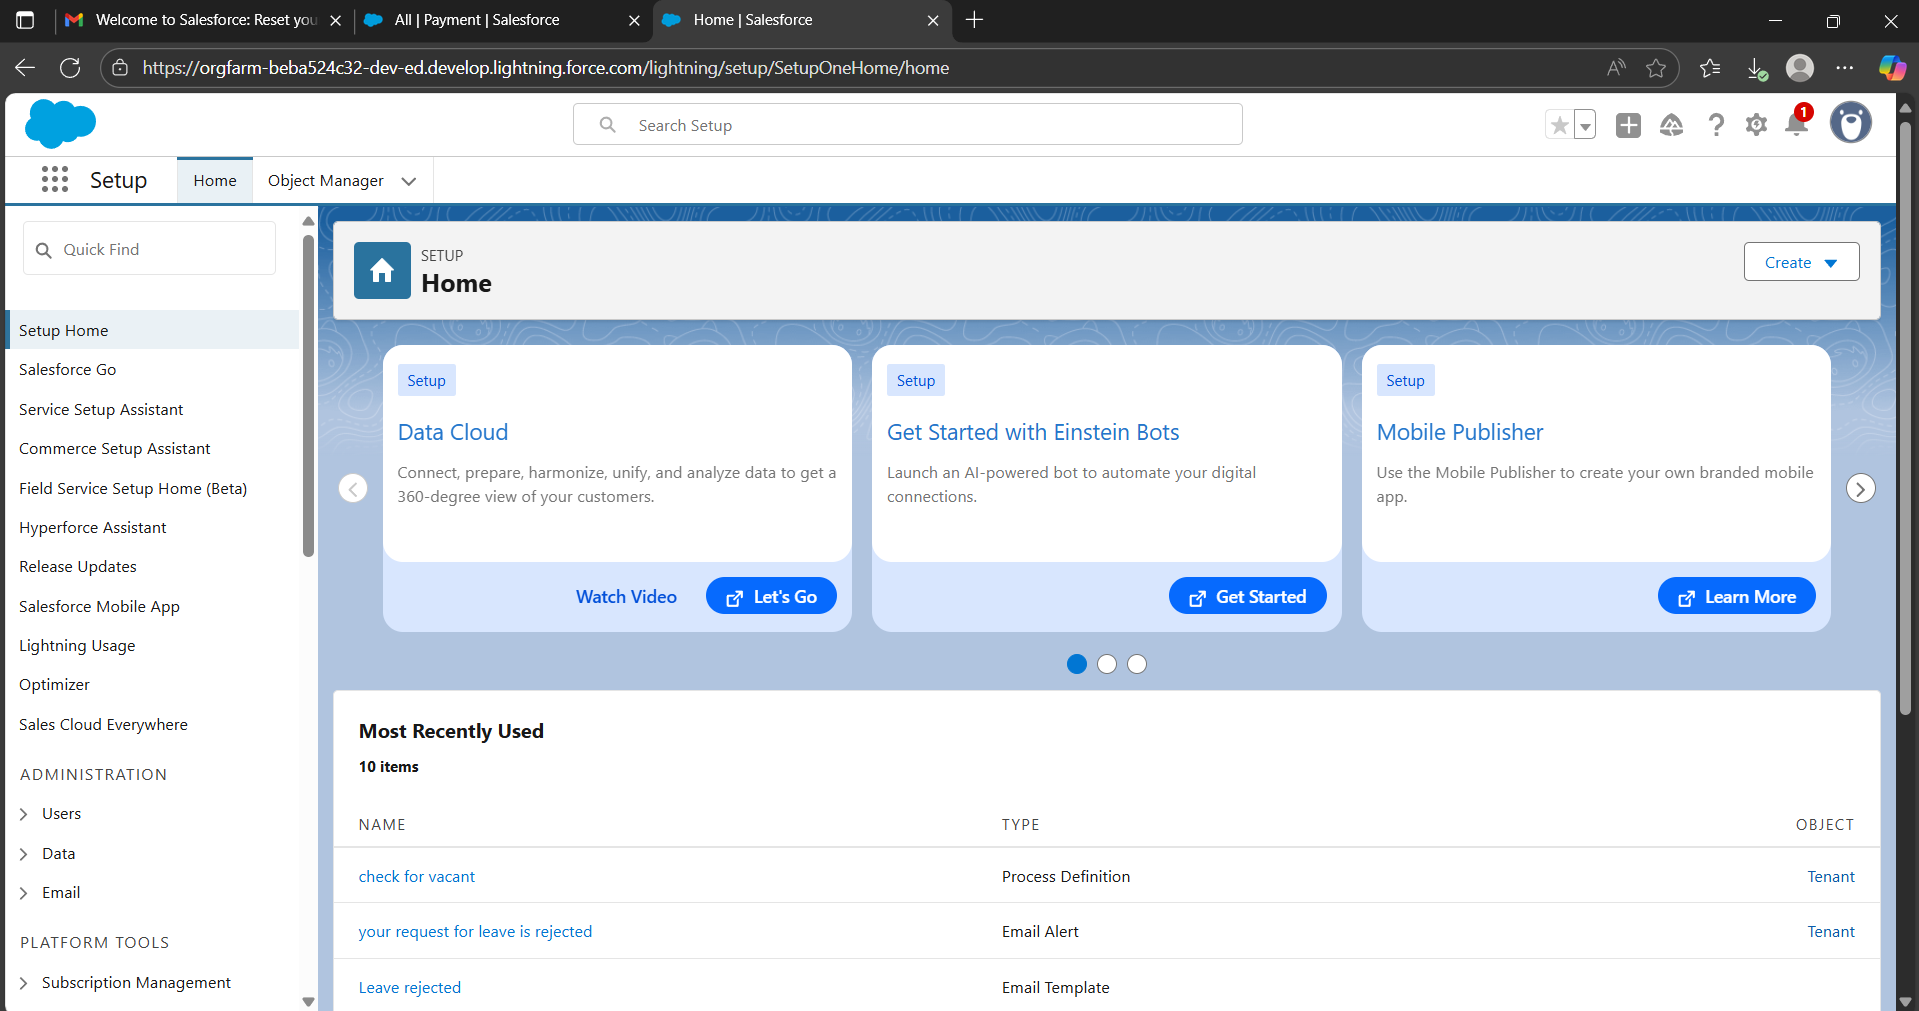 Welcome to Salesforce: Reset you
All | Payment | Salesforce
Home | Salesforce
https://orgfarm-beba524c32-dev-ed.develop.lightning.force.com/lightning/setup/SetupOneHome/home
Search Setup
1
Setup
Home
Object Manager
Quick Find
Setup Home
Salesforce Go
Service Setup Assistant
Commerce Setup Assistant
Field Service Setup Home (Beta)
Hyperforce Assistant
Release Updates
Salesforce Mobile App
Lightning Usage
Optimizer
Sales Cloud Everywhere
ADMINISTRATION
Users
Data
Email
PLATFORM TOOLS
Subscription Management
SETUP
Home
Create
Setup
Data Cloud
Connect, prepare, harmonize, unify, and analyze data to get a
360-degree view of your customers.
Watch Video
Let's Go
Setup
Get Started with Einstein Bots
Launch an AI-powered bot to automate your digital
connections.
Get Started
Setup
Mobile Publisher
Use the Mobile Publisher to create your own branded mobile
app.
Learn More
Most Recently Used
10 items
NAME TYPE OBJECT
check for vacant Process Definition Tenant
your request for leave is rejected Email Alert Tenant
Leave rejected Email Template